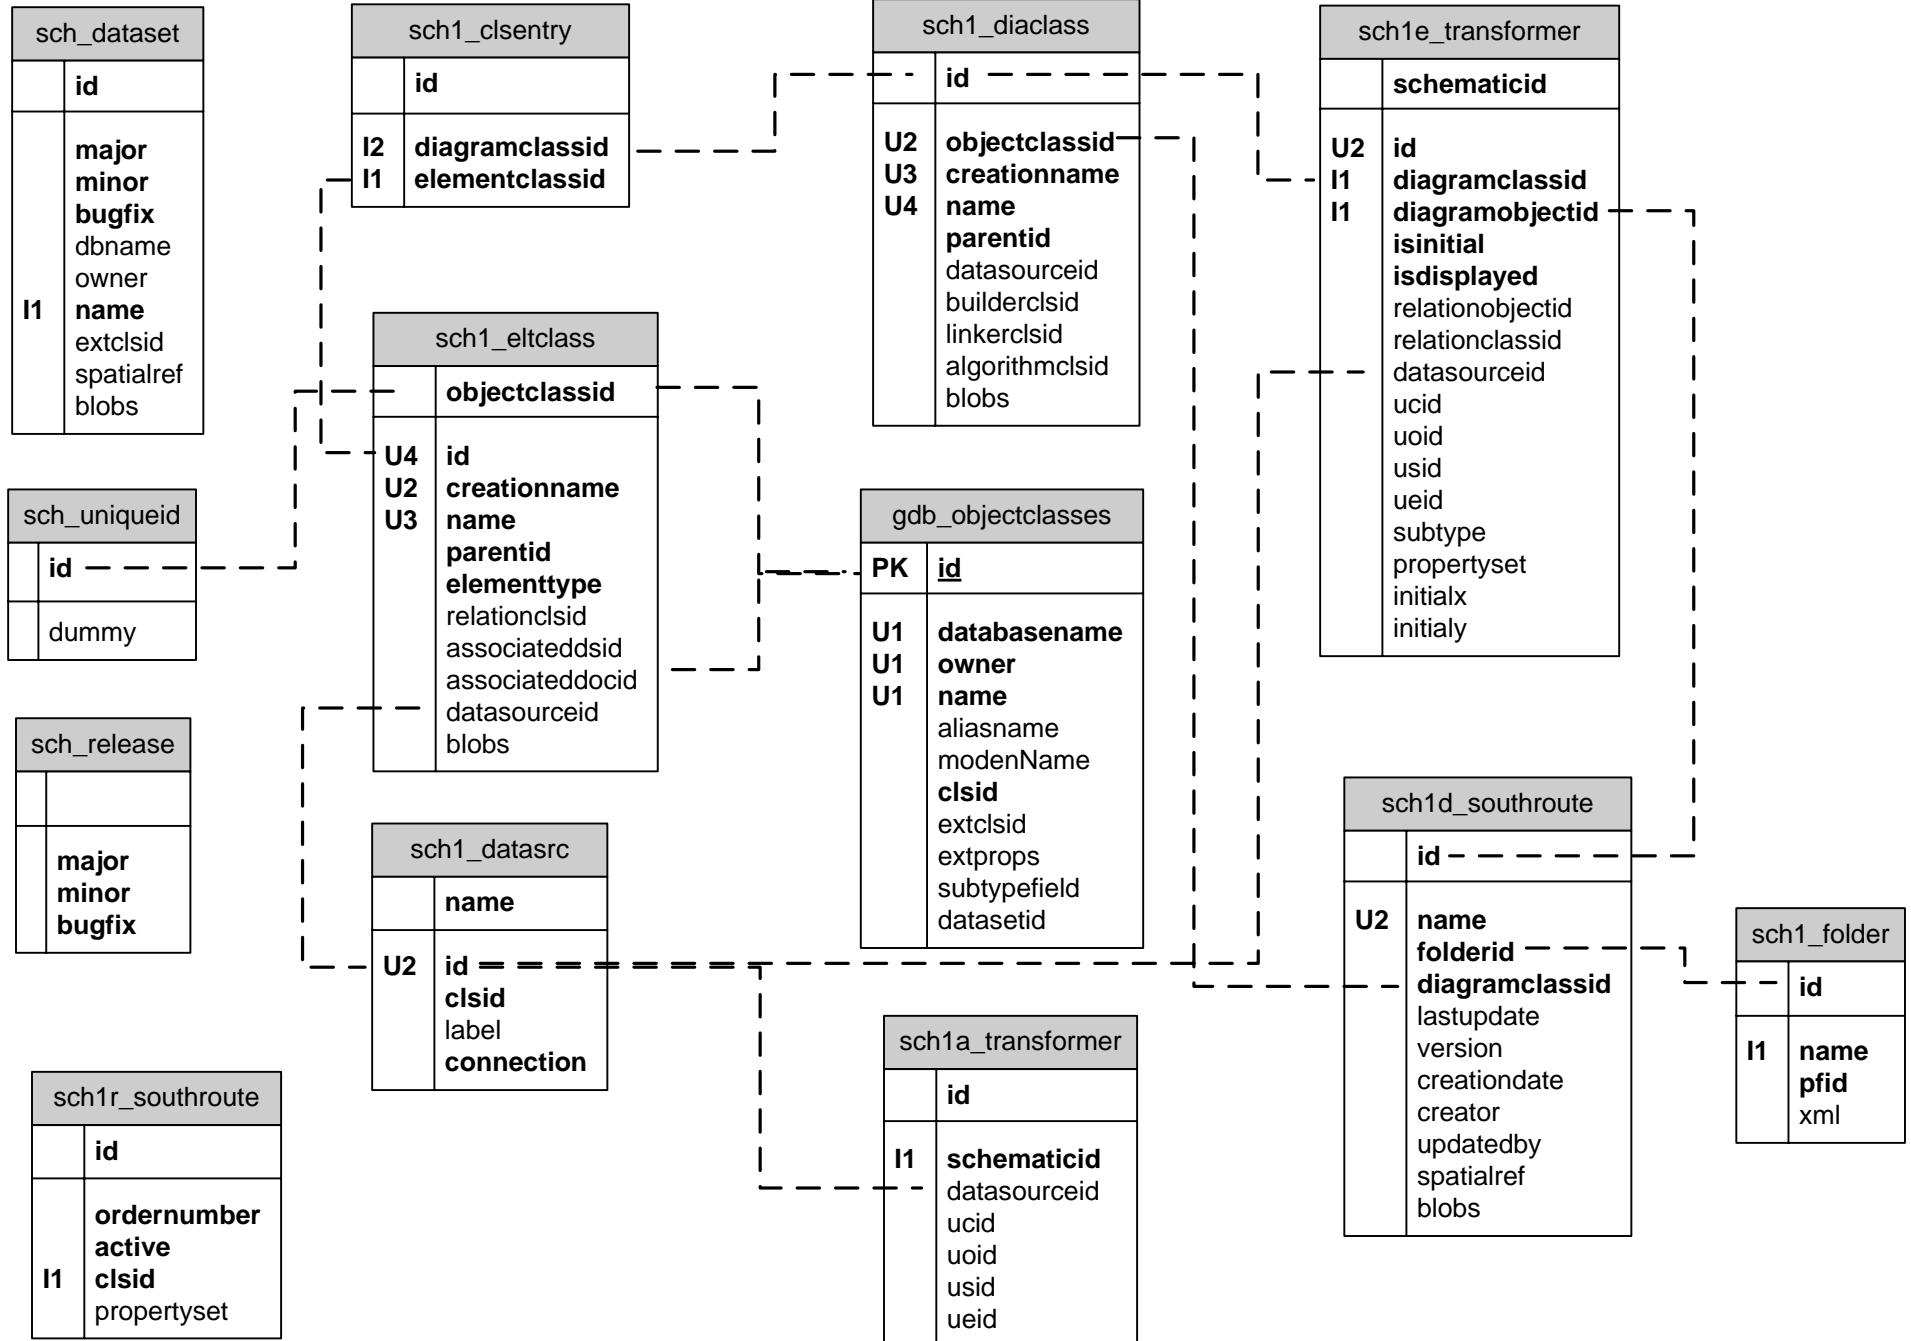 sch_dataset
id
major
minor
bugfix
dbname
owner
I1 name
extclsid
spatialref
blobs
sch1_clsentry
id
I2 diagramclassid
I1 elementclassid
sch1_diaclass
id
U2 objectclassid
U3 creationname
U4 name
parentid
datasourceid
builderclsid
linkerclsid
algorithmclsid
blobs
sch1e_transformer
schematicid
U2 id
I1 diagramclassid
I1 diagramobjectid
isinitial
isdisplayed
relationobjectid
relationclassid
datasourceid
ucid
uoid
usid
ueid
subtype
propertyset
initialx
initialy
sch1_eltclass
objectclassid
U4 id
U2 creationname
U3 name
parentid
elementtype
relationclsid
associateddsid
associateddocid
datasourceid
blobs
sch_uniqueid
id
dummy
gdb_objectclasses
PK id
U1 databasename
U1 owner
U1 name
aliasname
modenName
clsid
extclsid
extprops
subtypefield
datasetid
sch_release
major
minor
bugfix
sch1_datasrc
name
U2 id
clsid
label
connection
sch1d_southroute
id
U2 name
folderid
diagramclassid
lastupdate
version
creationdate
creator
updatedby
spatialref
blobs
sch1_folder
id
I1 name
pfid
xml
sch1r_southroute
id
ordernumber
active
I1 clsid
propertyset
sch1a_transformer
id
I1 schematicid
datasourceid
ucid
uoid
usid
ueid